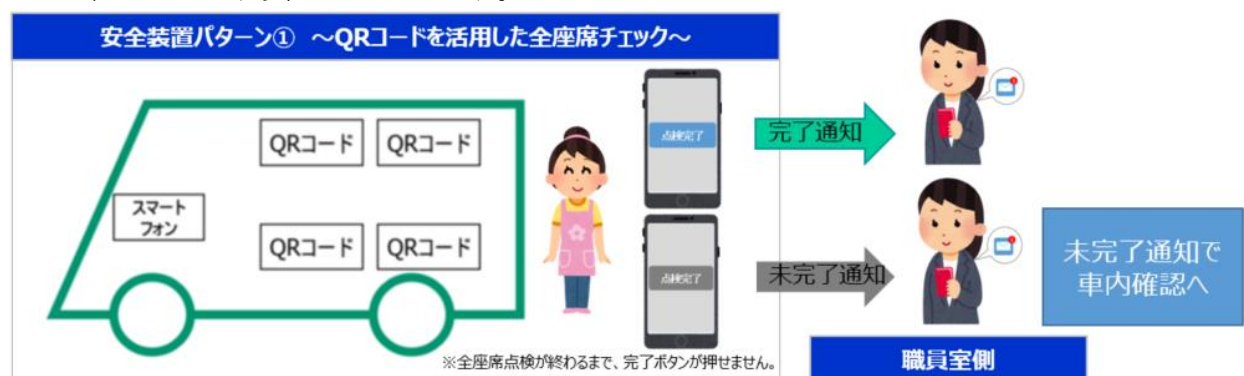 安全装置パターン① ～QRコードを活用した全座席チェック～
QRコード QRコード
スマート
フォン
QRコード QRコード
点検完了
完了通知
点検完了
未完了通知
未完了通知で
車内確認へ
※全座席点検が終わるまで、完了ボタンが押せません。
職員室側